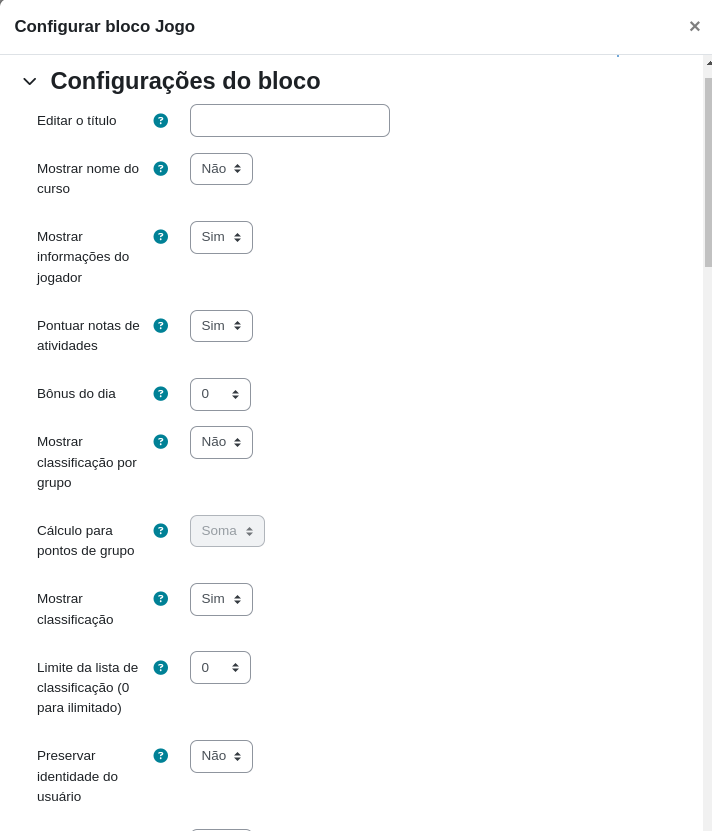 Configurar bloco Jogo ×
Configurações do bloco
Editar o título ?
Mostrar nome do ? Não
curso
Mostrar ? Sim
informações do
jogador
Pontuar notas de ? Sim
atividades
Bônus do dia ? 0
Mostrar ? Não
classificação por
grupo
Cálculo para ? Soma
pontos de grupo
Mostrar ? Sim
classificação
Limite da lista de ? 0
classificação (0
para ilimitado)
Preservar ? Não
identidade do
usuário